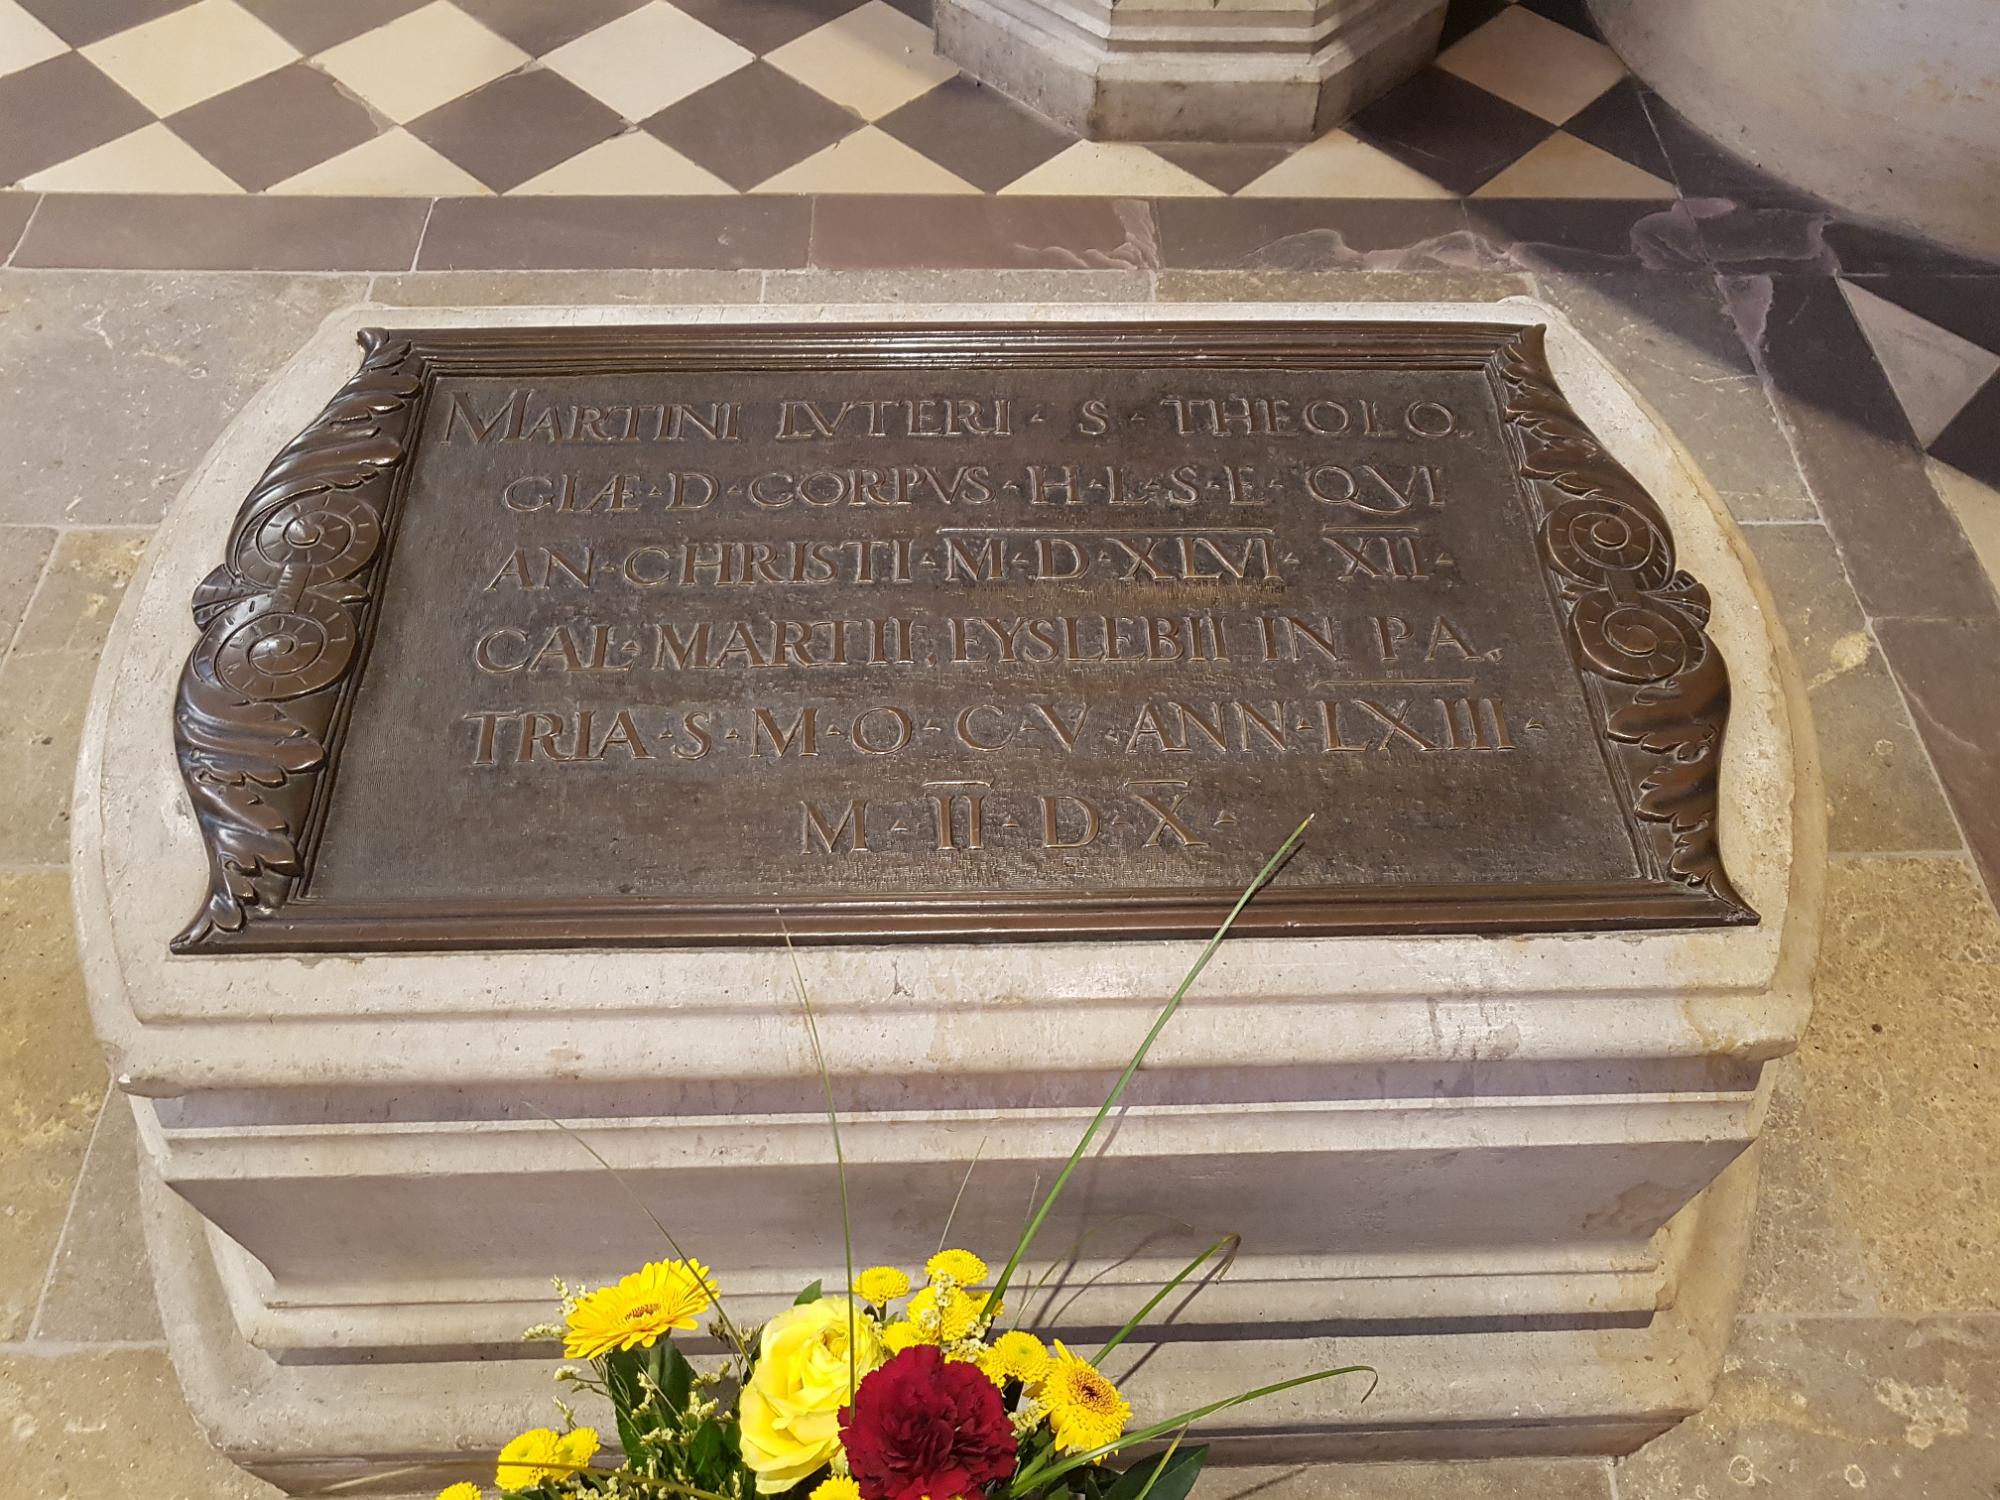 MARTINI LVTERI · S · THEOLO
GIÆ · D · CORPVS · H · L · S · E · QVI
AN · CHRISTI · M · D · XLVI · XII ·
CAL · MARTII · EYSLEBII IN PA
TRIA · S · M · O · C · V · ANN · LXIII ·
M · II · D · X ·